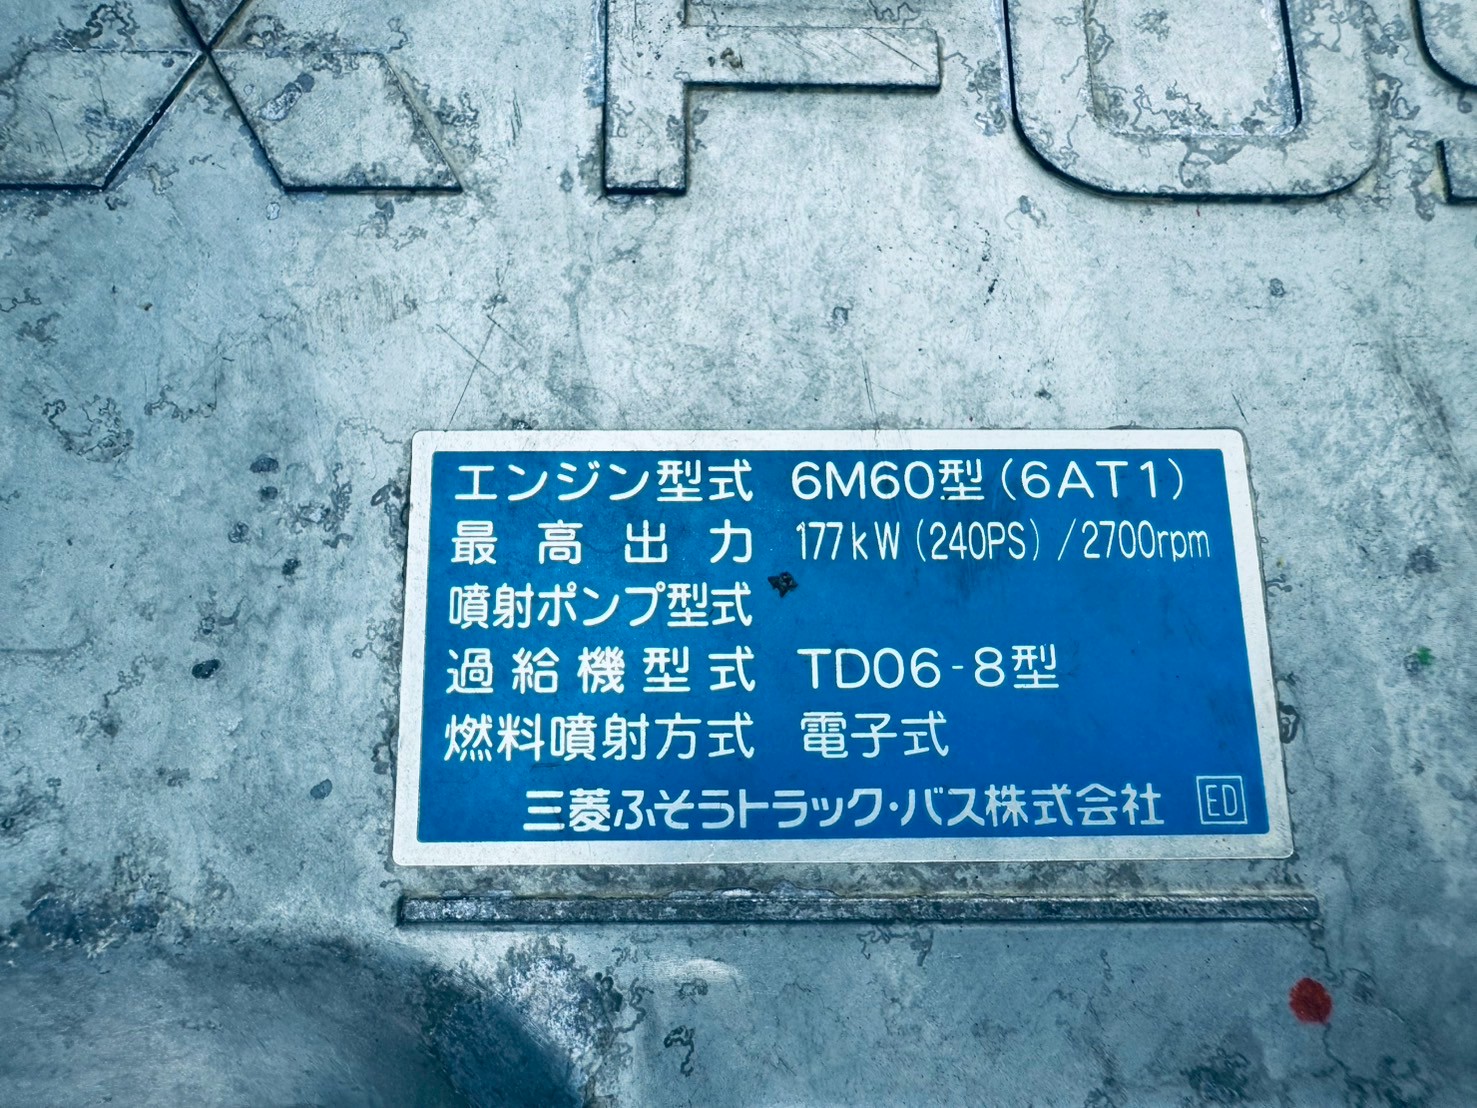 FUS
エンジン型式 6M60型(6AT1)
最高出力 177kW(240PS)/2700rpm
噴射ポンプ型式
過給機型式 TD06-8型
燃料噴射方式 電子式
三菱ふそうトラック・バス株式会社 ED